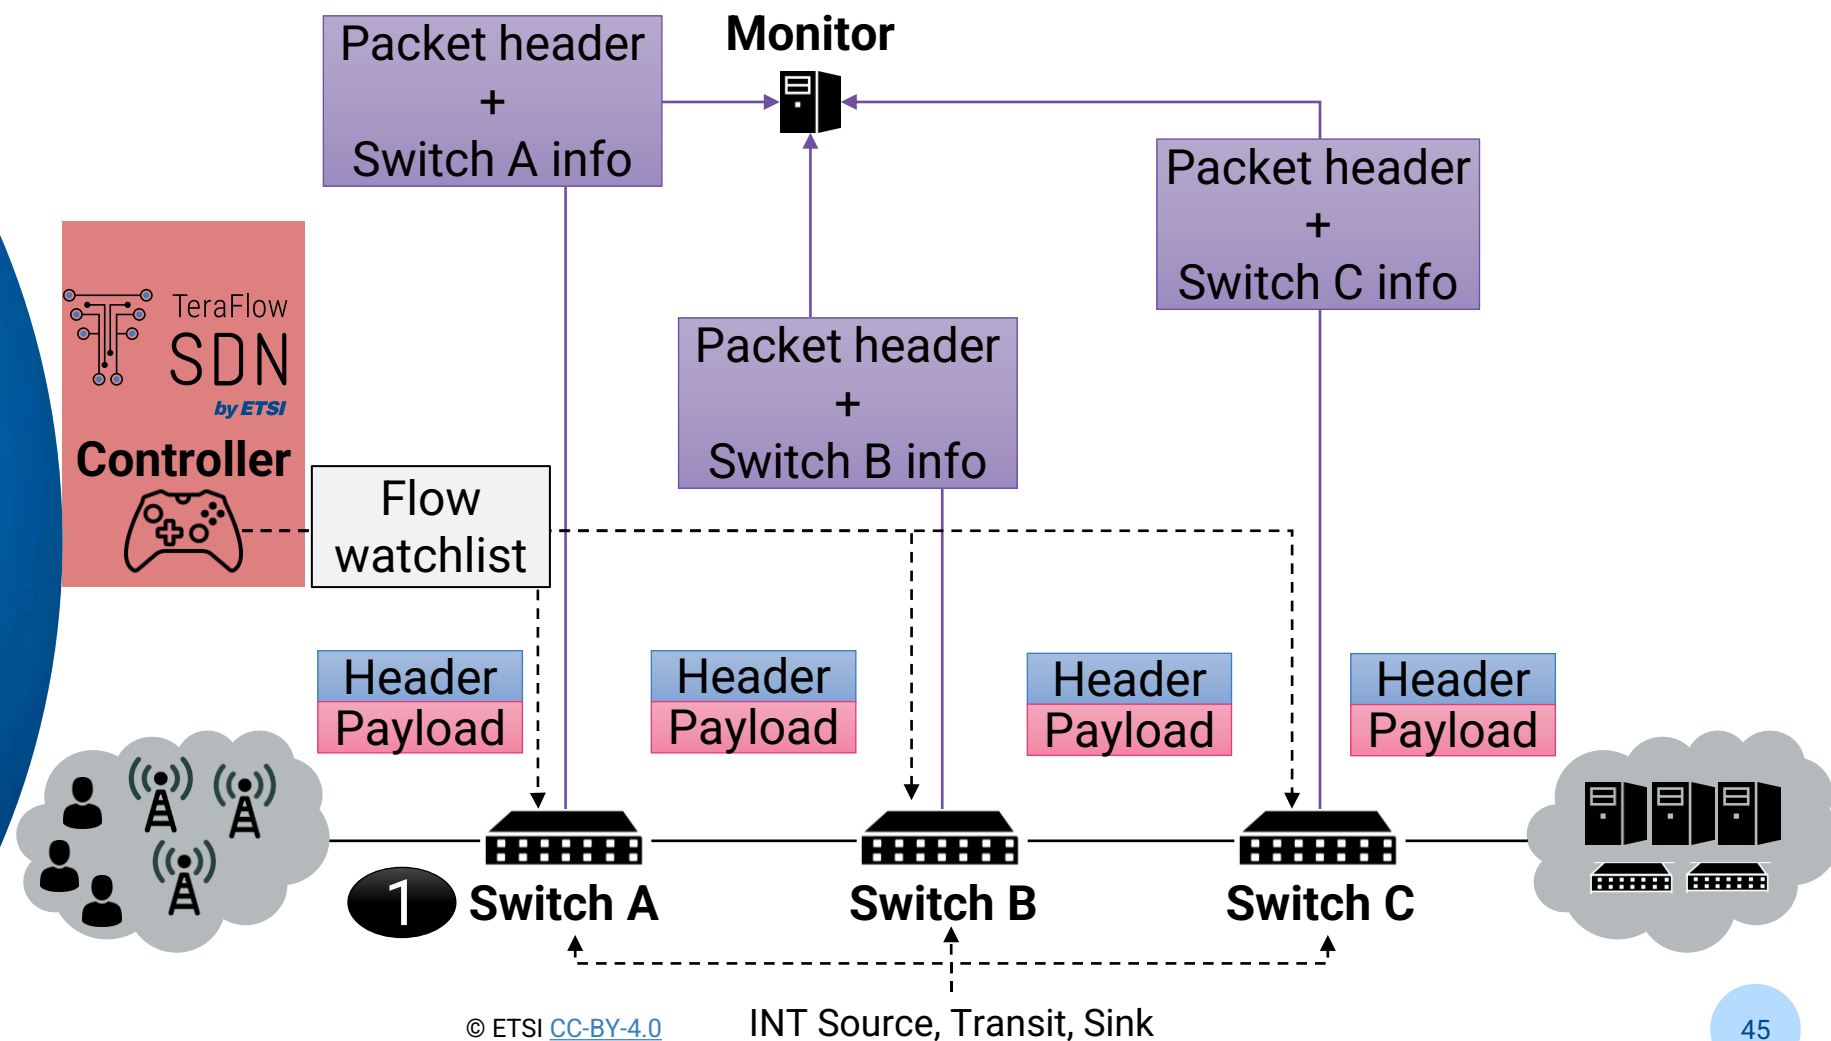 Packet header
+
Switch A info
Monitor
Packet header
+
Switch C info
TeraFlow
SDN
by ETSI
Controller
Packet header
+
Switch B info
Flow
watchlist
Header
Payload
Header
Payload
Header
Payload
Header
Payload
1
Switch A
Switch B
Switch C
INT Source, Transit, Sink
© ETSI CC-BY-4.0
45